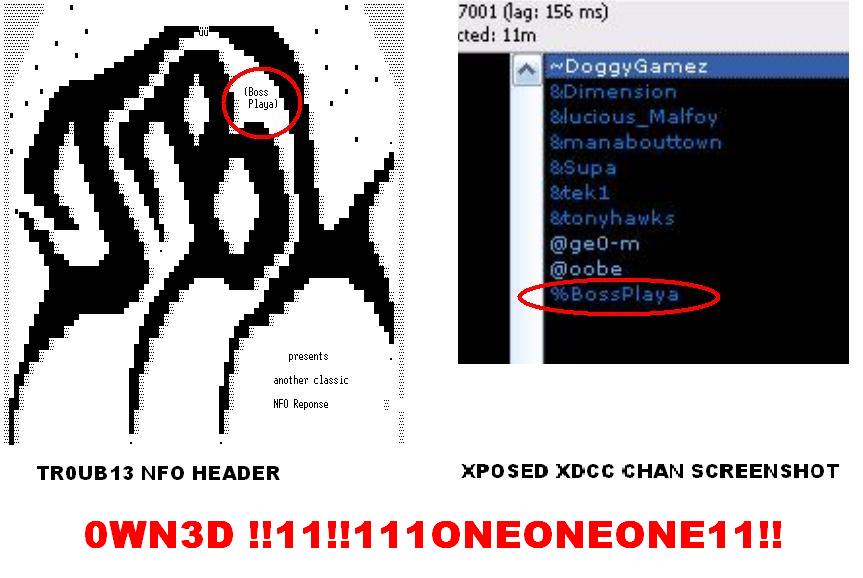 (Boss
Playa)
presents
another classic
NFO Reponse
7001 (lag: 156 ms)
cted: 11m
~DoggyGamez
&Dimension
&lucious_Malfoy
&manabouttown
&Supa
&tek1
&tonyhawks
@ge0-m
@oobe
%BossPlaya
TR0UB13 NFO HEADER
XPOSED XDCC CHAN SCREENSHOT
0WN3D !!11!!111ONEONEONE11!!